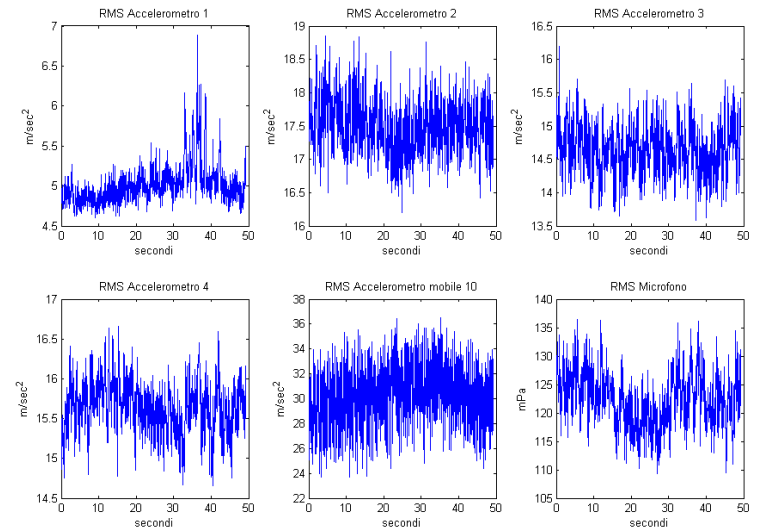 RMS Accelerometro 1
7
6.5
6
5.5
5
4.5
m/sec2
0 10 20 30 40 50
secondi
RMS Accelerometro 2
19
18.5
18
17.5
17
16.5
16
m/sec2
0 10 20 30 40 50
secondi
RMS Accelerometro 3
16.5
16
15.5
15
14.5
14
13.5
m/sec2
0 10 20 30 40 50
secondi
RMS Accelerometro 4
17
16.5
16
15.5
15
14.5
m/sec2
0 10 20 30 40 50
secondi
RMS Accelerometro mobile 10
38
36
34
32
30
28
26
24
22
m/sec2
0 10 20 30 40 50
secondi
RMS Microfono
140
135
130
125
120
115
110
105
mPa
0 10 20 30 40 50
secondi